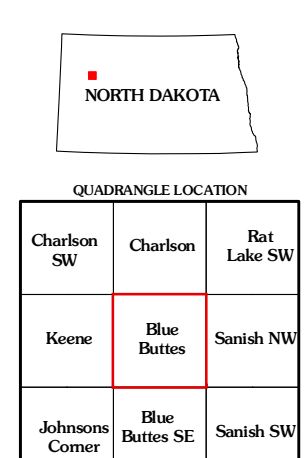 NORTH DAKOTA
QUADRANGLE LOCATION
Charlson
SW
Charlson
Rat
Lake SW
Keene
Blue
Buttes
Sanish NW
Johnsons
Corner
Blue
Buttes SE
Sanish SW